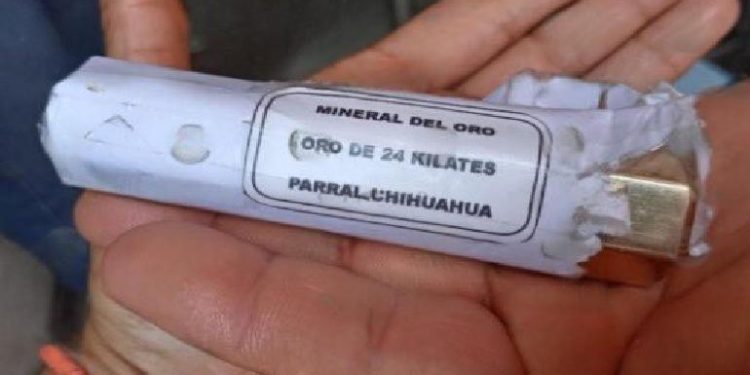 MINERAL DEL ORO
ORO DE 24 KILATES
PARRAL CHIHUAHUA